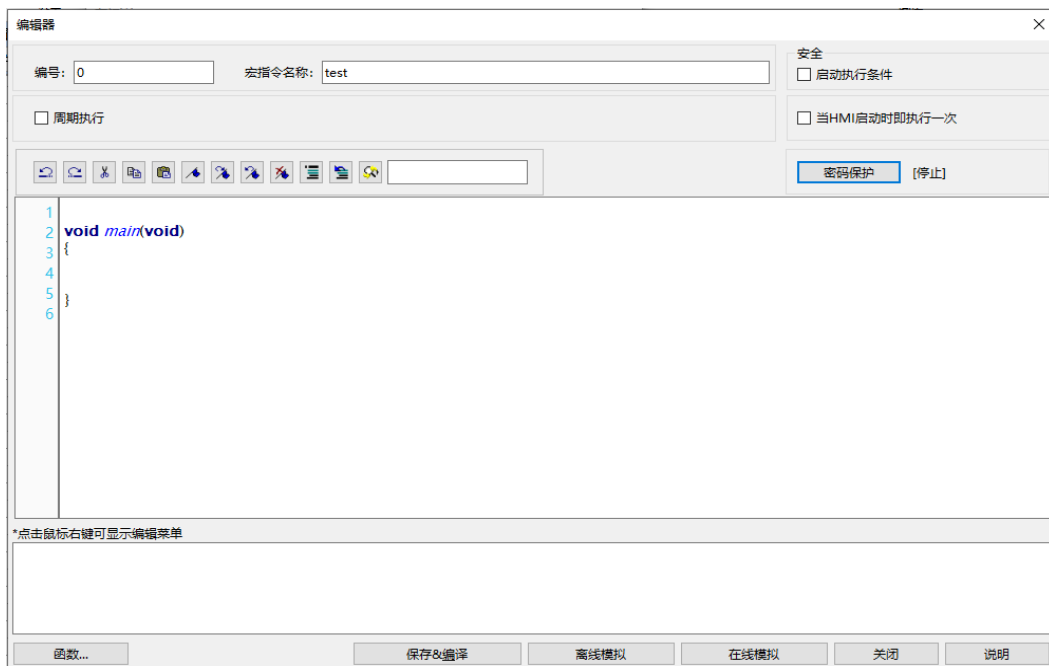 编辑器
编号: 0 宏指令名称: test
安全
启动执行条件
周期执行
当HMI启动时即执行一次
密码保护 [停止]
1
2 void main(void)
3 {
4
5 }
6
*点击鼠标右键可显示编辑菜单
函数... 保存&编译 离线模拟 在线模拟 关闭 说明